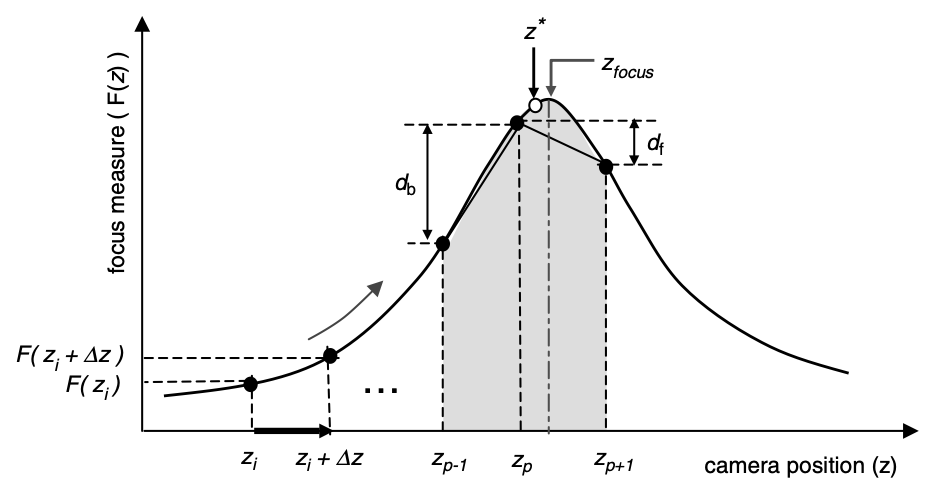 z*
z_focus
focus measure ( F(z) )
d_b
d_f
F( z_i + Δz )
F( z_i )
...
z_i
z_i + Δz
z_p-1
z_p
z_p+1
camera position (z)